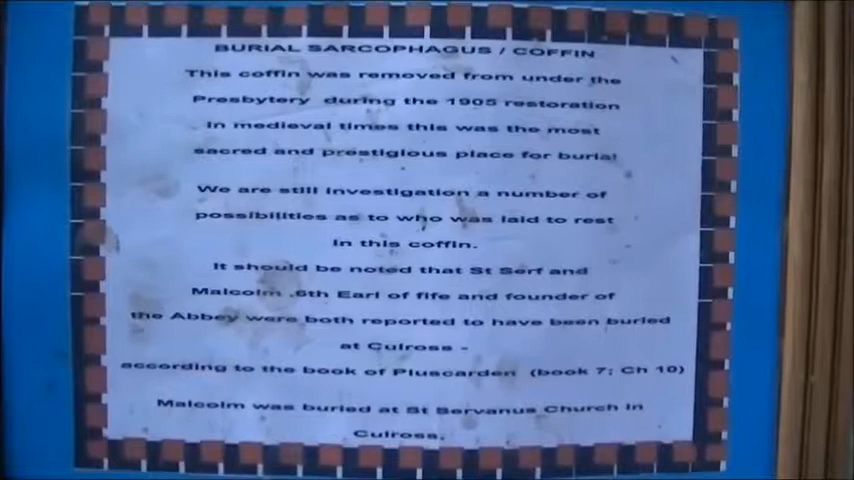 BURIAL SARCOPHAGUS / COFFIN
This coffin was removed from under the
Presbytery during the 1905 restoration
In medieval times this was the most
sacred and prestigious place for burial
We are still investigation a number of
possibilities as to who was laid to rest
in this coffin.
It should be noted that St Serf and
Malcolm .6th Earl of fife and founder of
the Abbey were both reported to have been buried
at Culross -
according to the book of Pluscarden (book 7; Ch 10)
Malcolm was buried at St Servanus Church in
Culross.